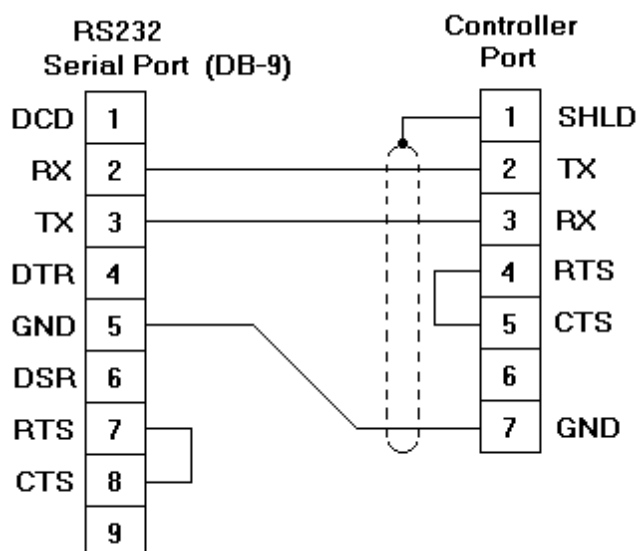 RS232
Serial Port (DB-9)
Controller
Port
DCD 1
RX 2
TX 3
DTR 4
GND 5
DSR 6
RTS 7
CTS 8
9
1 SHLD
2 TX
3 RX
4 RTS
5 CTS
6
7 GND